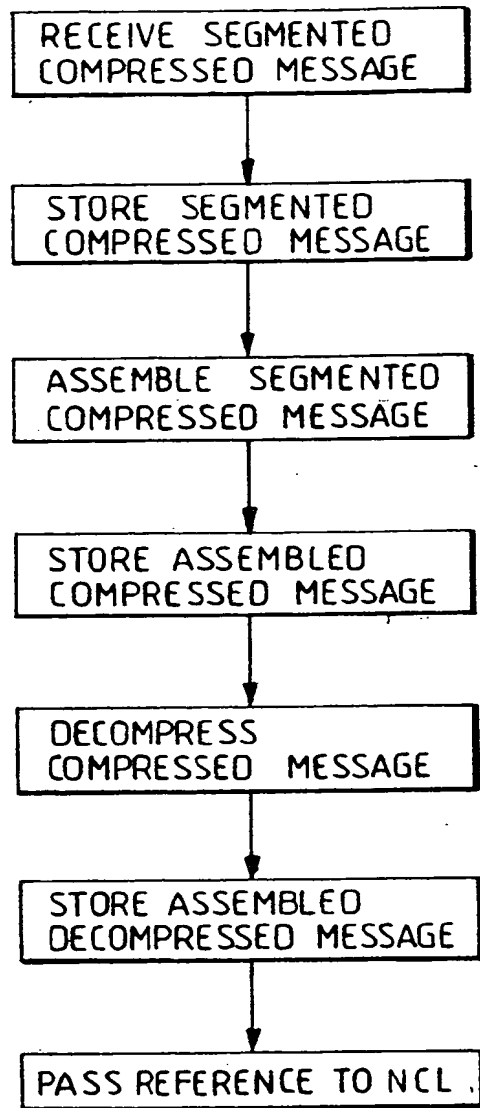 RECEIVE SEGMENTED
COMPRESSED MESSAGE
STORE SEGMENTED
COMPRESSED MESSAGE
ASSEMBLE SEGMENTED
COMPRESSED MESSAGE
STORE ASSEMBLED
COMPRESSED MESSAGE
DECOMPRESS
COMPRESSED MESSAGE
STORE ASSEMBLED
DECOMPRESSED MESSAGE
PASS REFERENCE TO NCL.